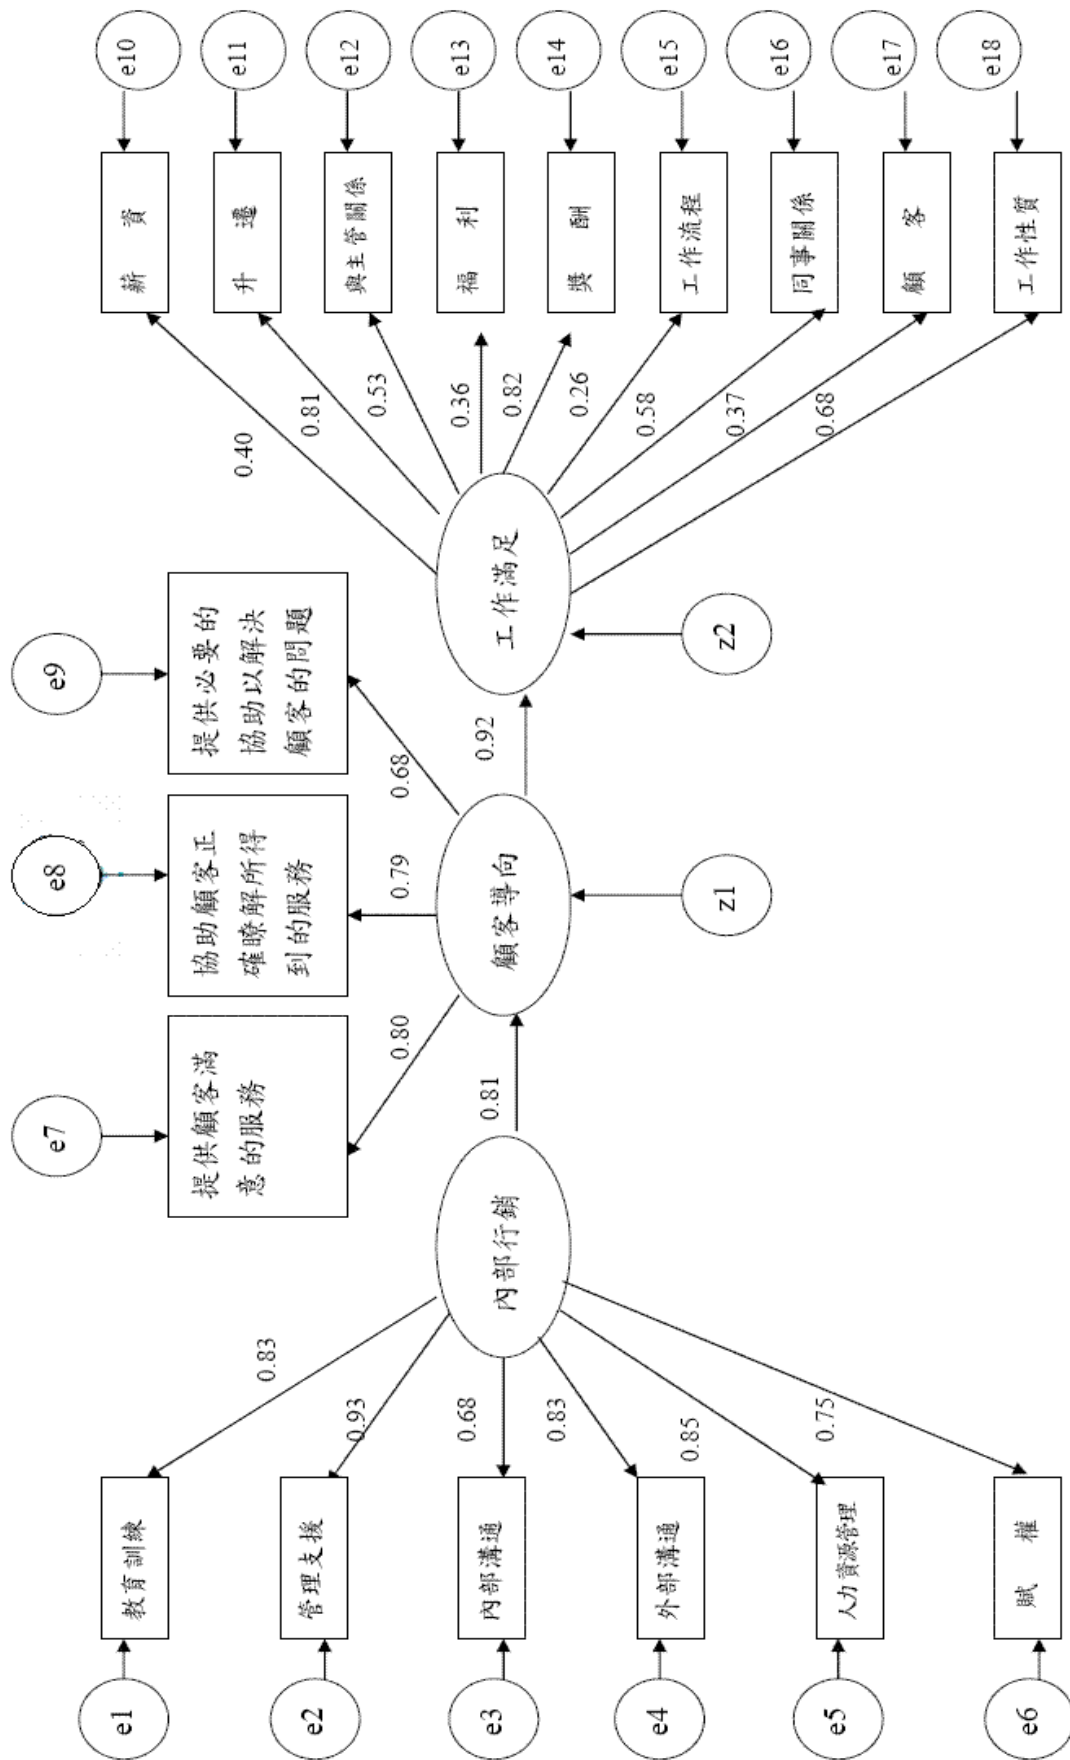 e1
e2
e3
e4
e5
e6
教育訓練
管理支援
內部溝通
外部溝通
人力資源管理
賦 權
0.83
0.93
0.68
0.83
0.85
0.75
內部行銷
0.81
e7
e8
e9
提供顧客滿
意的服務
協助顧客正
確瞭解所得
到的服務
提供必要的
協助以解決
顧客的問題
0.80
0.79
0.68
顧客導向
z1
0.92
工作滿足
z2
0.40
0.81
0.53
0.36
0.82
0.26
0.58
0.37
0.68
薪 資
升 遷
與主管關係
福 利
獎 酬
工作流程
同事關係
顧 客
工作性質
e10
e11
e12
e13
e14
e15
e16
e17
e18